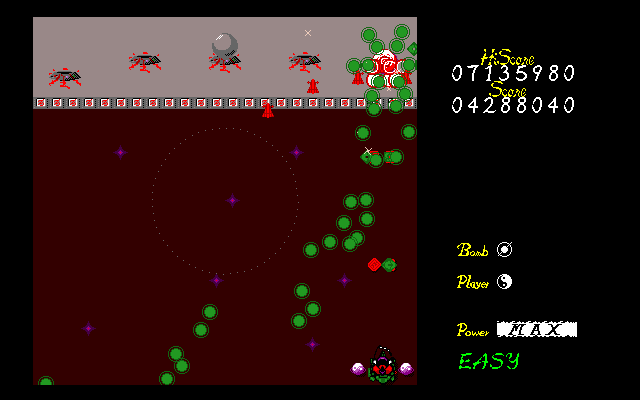 HiScore
07135980
Score
04288040
Bomb
Player
Power MAX
EASY